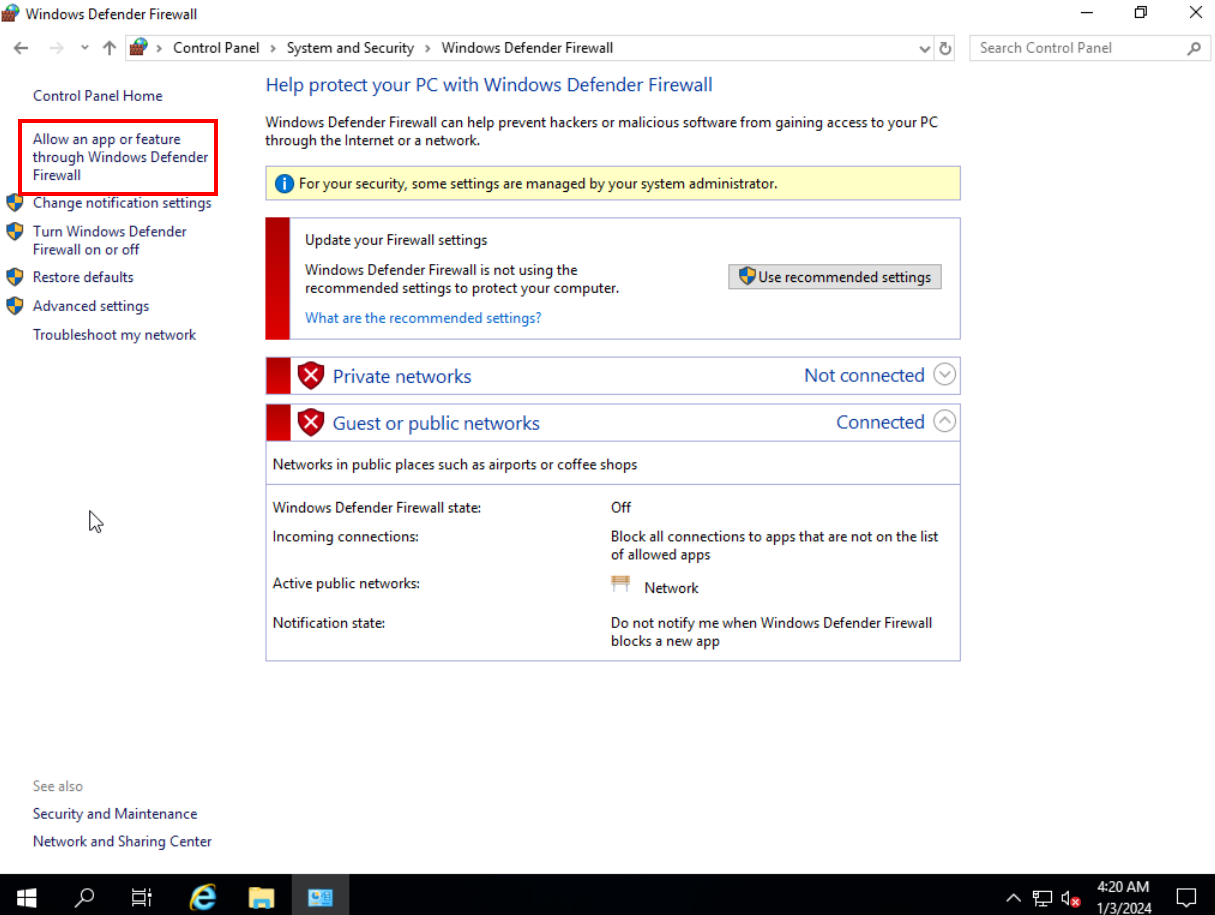 Windows Defender Firewall
Control Panel > System and Security > Windows Defender Firewall
Search Control Panel
Control Panel Home
Allow an app or feature
through Windows Defender
Firewall
Change notification settings
Turn Windows Defender
Firewall on or off
Restore defaults
Advanced settings
Troubleshoot my network
Help protect your PC with Windows Defender Firewall
Windows Defender Firewall can help prevent hackers or malicious software from gaining access to your PC
through the Internet or a network.
For your security, some settings are managed by your system administrator.
Update your Firewall settings
Windows Defender Firewall is not using the
recommended settings to protect your computer.
Use recommended settings
What are the recommended settings?
Private networks
Not connected
Guest or public networks
Connected
Networks in public places such as airports or coffee shops
Windows Defender Firewall state:
Off
Incoming connections:
Block all connections to apps that are not on the list
of allowed apps
Active public networks:
Network
Notification state:
Do not notify me when Windows Defender Firewall
blocks a new app
See also
Security and Maintenance
Network and Sharing Center
4:20 AM
1/3/2024